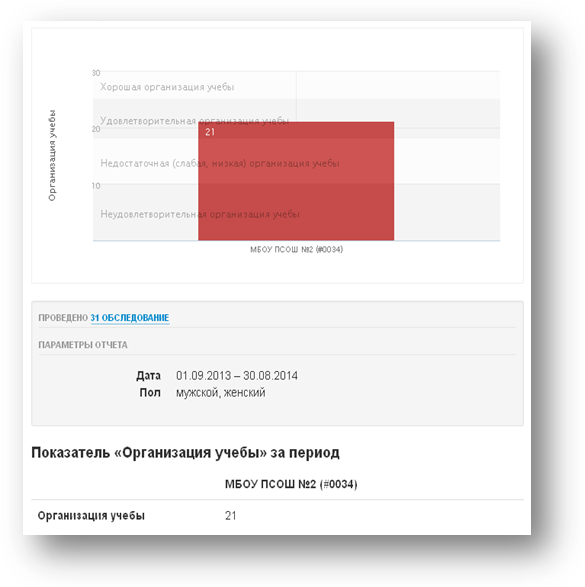 30
Хорошая организация учебы
Удовлетворительная организация учебы
20
21
Недостаточная (слабая, низкая) организация учебы
10
Неудовлетворительная организация учебы
Организация учебы
МБОУ ПСОШ №2 (#0034)
ПРОВЕДЕНО 31 ОБСЛЕДОВАНИЕ
ПАРАМЕТРЫ ОТЧЕТА
Дата 01.09.2013 – 30.08.2014
Пол мужской, женский
Показатель «Организация учебы» за период
МБОУ ПСОШ №2 (#0034)
Организация учебы 21